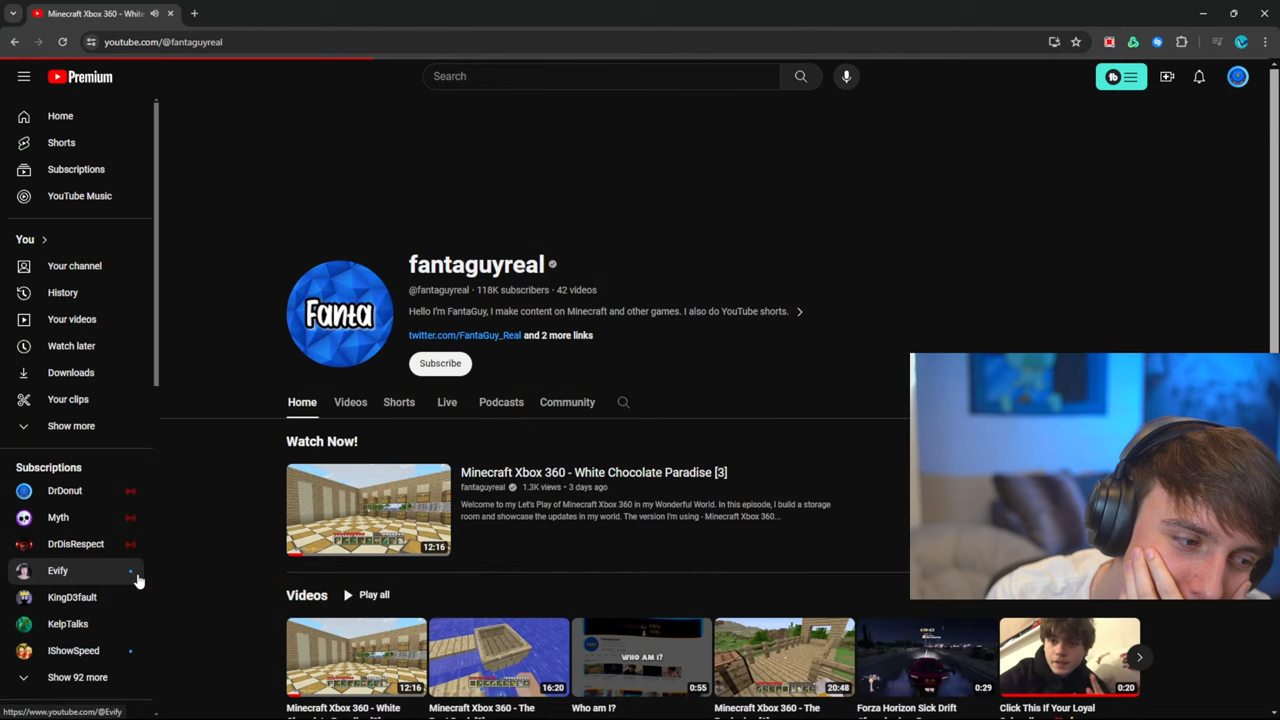 Minecraft Xbox 360 - White
youtube.com/@fantaguyreal
Premium
Search
Home
Shorts
Subscriptions
YouTube Music
You
Your channel
History
Your videos
Watch later
Downloads
Your clips
Show more
Subscriptions
DrDonut
Myth
DrDisRespect
Evify
KingD3fault
KelpTalks
IShowSpeed
Show 92 more
https://www.youtube.com/@Evify
Fanta
fantaguyreal
@fantaguyreal · 118K subscribers · 42 videos
Hello I'm FantaGuy, I make content on Minecraft and other games. I also do YouTube shorts.
twitter.com/FantaGuy_Real and 2 more links
Subscribe
Home Videos Shorts Live Podcasts Community
Watch Now!
12:16
Minecraft Xbox 360 - White Chocolate Paradise [3]
fantaguyreal 1.3K views · 3 days ago
Welcome to my Let's Play of Minecraft Xbox 360 in my Wonderful World. In this episode, I build a storage
room and showcase the updates in my world. The version I'm using - Minecraft Xbox 360...
Videos Play all
WHO AM I?
12:16 16:20 0:55 20:48 0:29 0:20
Minecraft Xbox 360 - White
Minecraft Xbox 360 - The
Who am I?
Minecraft Xbox 360 - The
Forza Horizon Sick Drift
Click This If Your Loyal